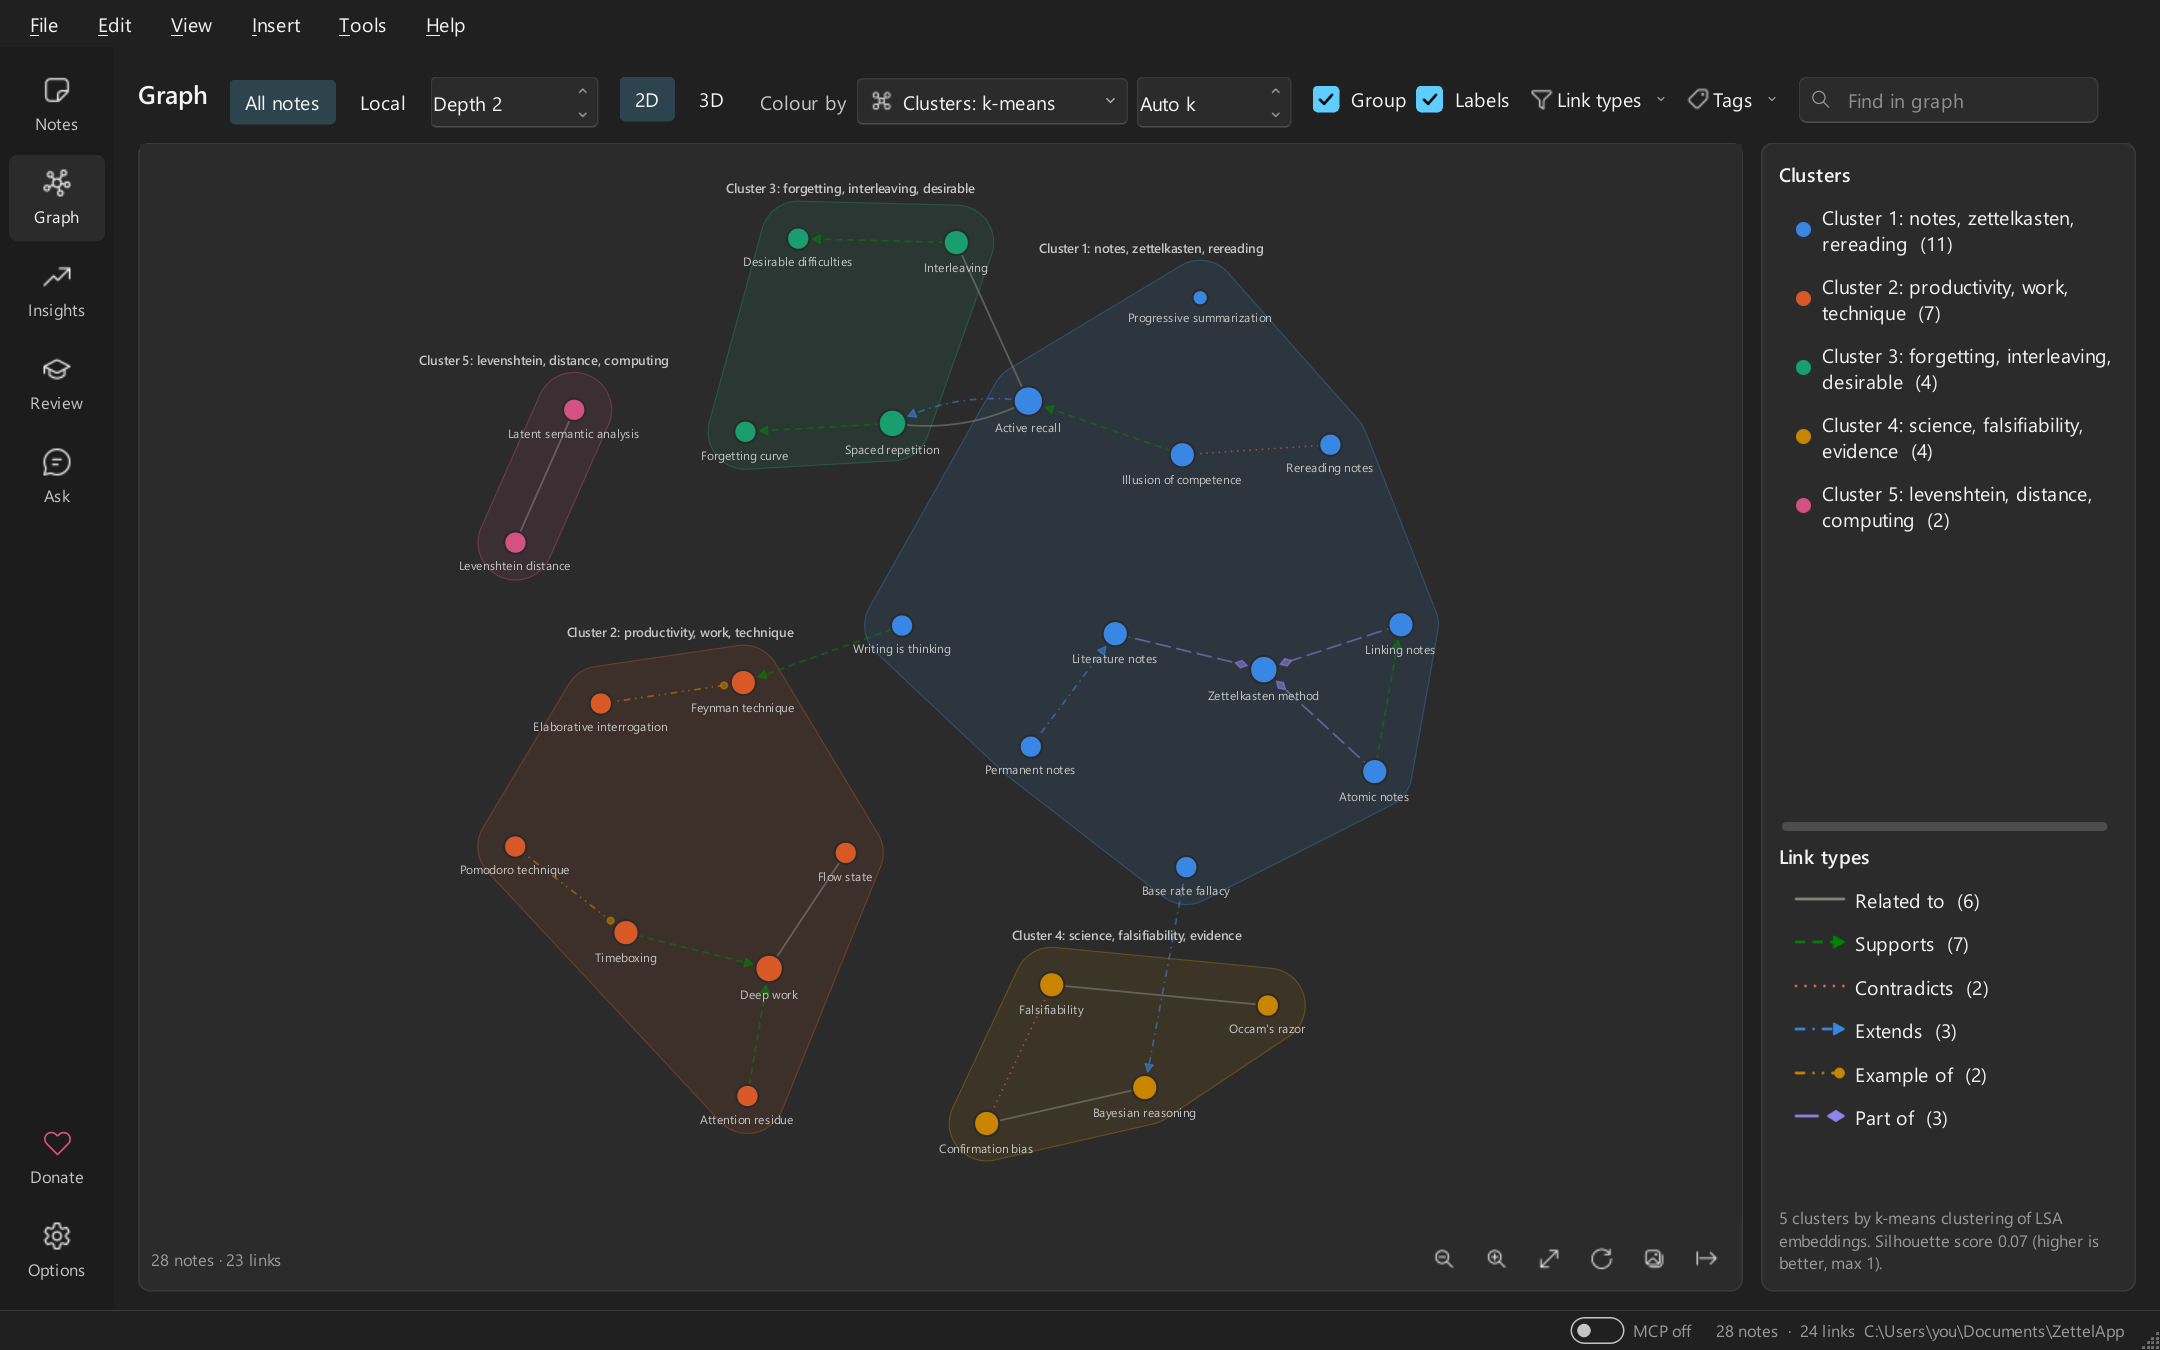 File Edit View Insert Tools Help
Notes
Graph
Insights
Review
Ask
Donate
Options
Graph All notes Local Depth 2 2D 3D Colour by Clusters: k-means Auto k Group Labels Link types Tags Find in graph
Cluster 3: forgetting, interleaving, desirable
Desirable difficulties
Interleaving
Cluster 1: notes, zettelkasten, rereading
Progressive summarization
Cluster 5: levenshtein, distance, computing
Latent semantic analysis
Levenshtein distance
Forgetting curve
Spaced repetition
Active recall
Illusion of competence
Rereading notes
Cluster 2: productivity, work, technique
Writing is thinking
Literature notes
Linking notes
Zettelkasten method
Elaborative interrogation
Feynman technique
Permanent notes
Atomic notes
Pomodoro technique
Flow state
Base rate fallacy
Timeboxing
Deep work
Attention residue
Cluster 4: science, falsifiability, evidence
Falsifiability
Occam's razor
Bayesian reasoning
Confirmation bias
28 notes · 23 links
Clusters
Cluster 1: notes, zettelkasten,
rereading (11)
Cluster 2: productivity, work,
technique (7)
Cluster 3: forgetting, interleaving,
desirable (4)
Cluster 4: science, falsifiability,
evidence (4)
Cluster 5: levenshtein, distance,
computing (2)
Link types
Related to (6)
Supports (7)
Contradicts (2)
Extends (3)
Example of (2)
Part of (3)
5 clusters by k-means clustering of LSA
embeddings. Silhouette score 0.07 (higher is
better, max 1).
MCP off 28 notes · 24 links C:\Users\you\Documents\ZettelApp